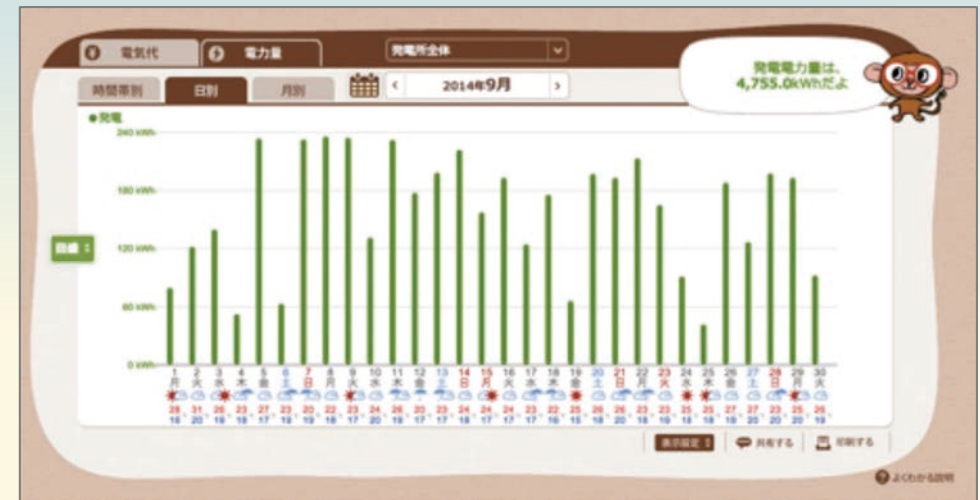 電気代 電力量 発電所全体
発電電力量は、
4,755.0kWhだよ
時間帯別 日別 月別 2014年9月
●発電
240 kWh
180 kWh
120 kWh
60 kWh
0 kWh
1 2 3 4 5 6 7 8 9 10 11 12 13 14 15 16 17 18 19 20 21 22 23 24 25 26 27 28 29 30
月 火 水 木 金 土 日 月 火 水 木 金 土 日 月 火 水 木 金 土 日 月 火 水 木 金 土 日 月 火
表示設定 共有する 印刷する
よくわかる説明